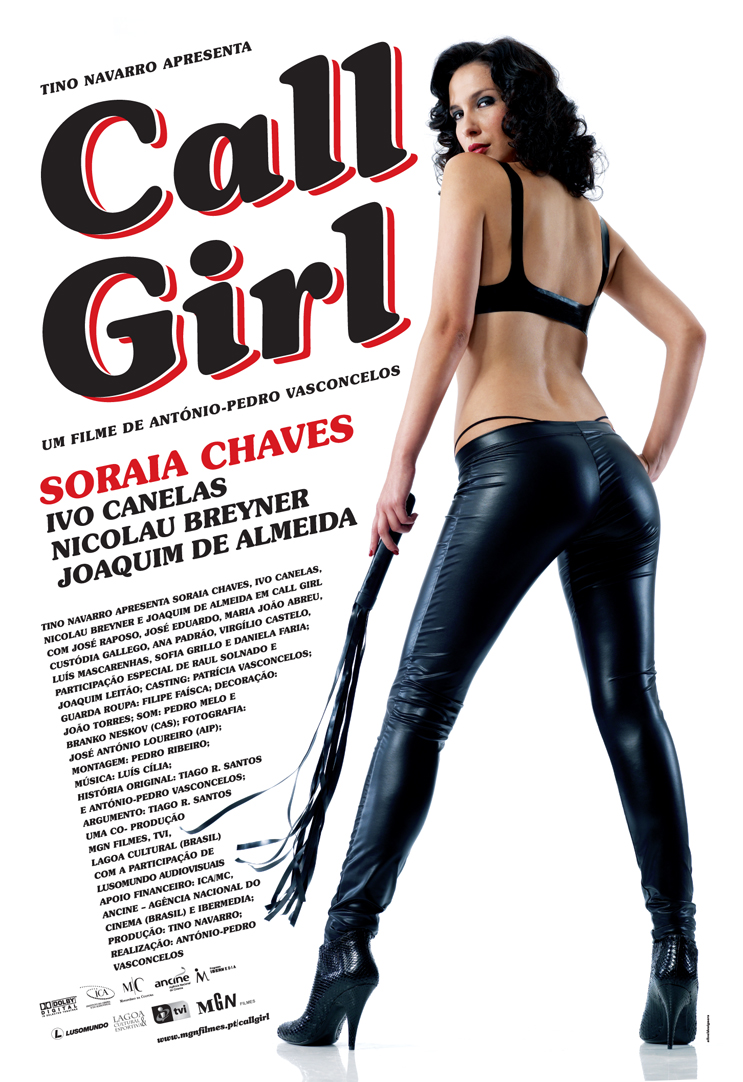 TINO NAVARRO APRESENTA
Call
Girl
UM FILME DE ANTÓNIO-PEDRO VASCONCELOS
SORAIA CHAVES
IVO CANELAS
NICOLAU BREYNER
JOAQUIM DE ALMEIDA
TINO NAVARRO APRESENTA SORAIA CHAVES, IVO CANELAS,
NICOLAU BREYNER E JOAQUIM DE ALMEIDA EM CALL GIRL
COM JOSÉ RAPOSO, JOSÉ EDUARDO, MARIA JOÃO ABREU,
CUSTÓDIA GALLEGO, ANA PADRÃO, VIRGÍLIO CASTELO,
LUÍS MASCARENHAS, SOFIA GRILLO E DANIELA FARIA;
PARTICIPAÇÃO ESPECIAL DE RAUL SOLNADO E
JOAQUIM LEITÃO; CASTING: PATRÍCIA VASCONCELOS;
GUARDA ROUPA: FILIPE FAÍSCA; DECORAÇÃO:
JOÃO TORRES; SOM: PEDRO MELO E
BRANKO NESKOV (CAS); FOTOGRAFIA:
JOSÉ ANTÓNIO LOUREIRO (AIP);
MONTAGEM: PEDRO RIBEIRO;
MÚSICA: LUÍS CÍLIA;
HISTÓRIA ORIGINAL: TIAGO R. SANTOS
E ANTÓNIO-PEDRO VASCONCELOS;
ARGUMENTO: TIAGO R. SANTOS
UMA CO- PRODUÇÃO
MGN FILMES, TVI,
LAGOA CULTURAL (BRASIL)
COM A PARTICIPAÇÃO DE
LUSOMUNDO AUDIOVISUAIS
APOIO FINANCEIRO: ICA/MC,
ANCINE – AGÊNCIA NACIONAL DO
CINEMA (BRASIL) E IBERMEDIA;
PRODUÇÃO: TINO NAVARRO;
REALIZAÇÃO: ANTÓNIO-PEDRO
VASCONCELOS
DOLBY
DIGITAL
ICA
M|C
ancine
IBERMEDIA
LUSOMUNDO
LAGOA
CULTURAL &
ESPORTIVA
tvi
MGN FILMES
www.mgnfilmes.pt/callgirl